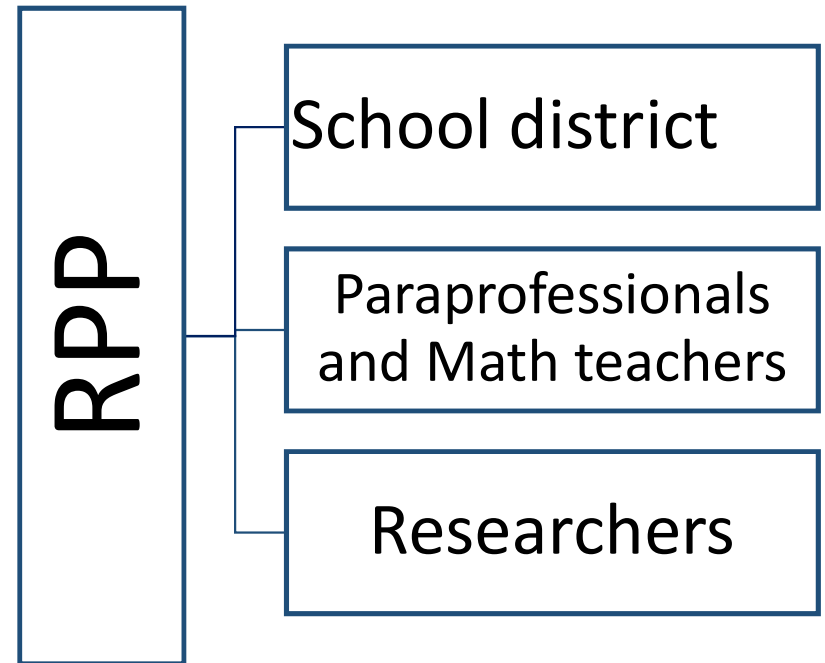 RPP
School district
Paraprofessionals
and Math teachers
Researchers